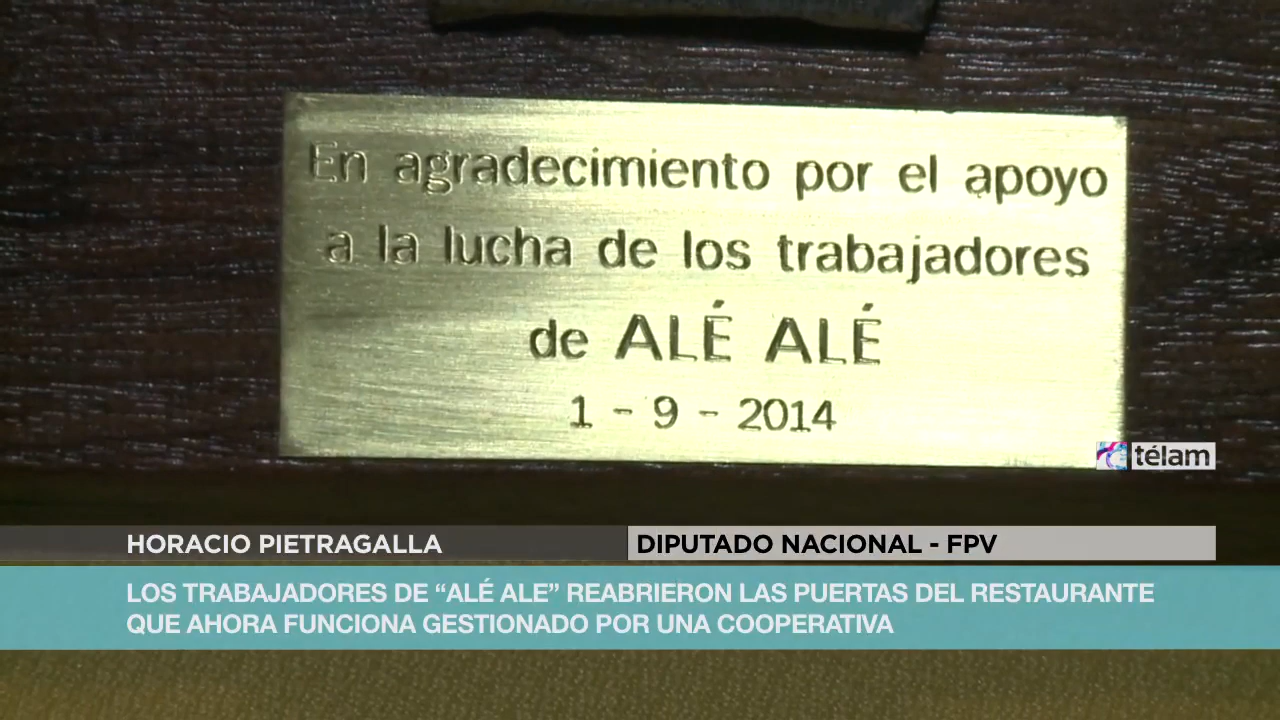 En agradecimiento por el apoyo
a la lucha de los trabajadores
de ALÉ ALÉ
1 - 9 - 2014
télam
HORACIO PIETRAGALLA
DIPUTADO NACIONAL - FPV
LOS TRABAJADORES DE “ALÉ ALE” REABRIERON LAS PUERTAS DEL RESTAURANTE
QUE AHORA FUNCIONA GESTIONADO POR UNA COOPERATIVA